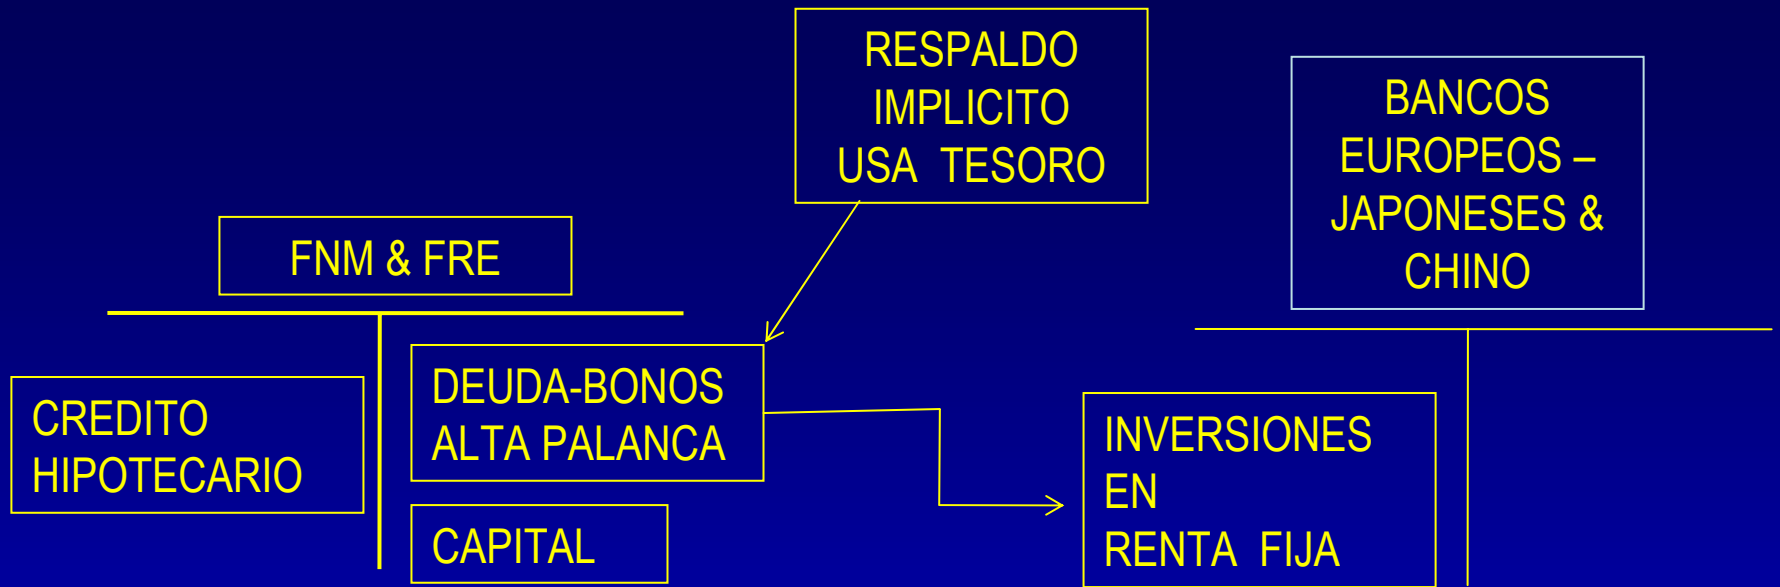 RESPALDO
IMPLICITO
USA TESORO
BANCOS
EUROPEOS –
JAPONESES &
CHINO
FNM & FRE
CREDITO
HIPOTECARIO
DEUDA-BONOS
ALTA PALANCA
CAPITAL
INVERSIONES
EN
RENTA FIJA